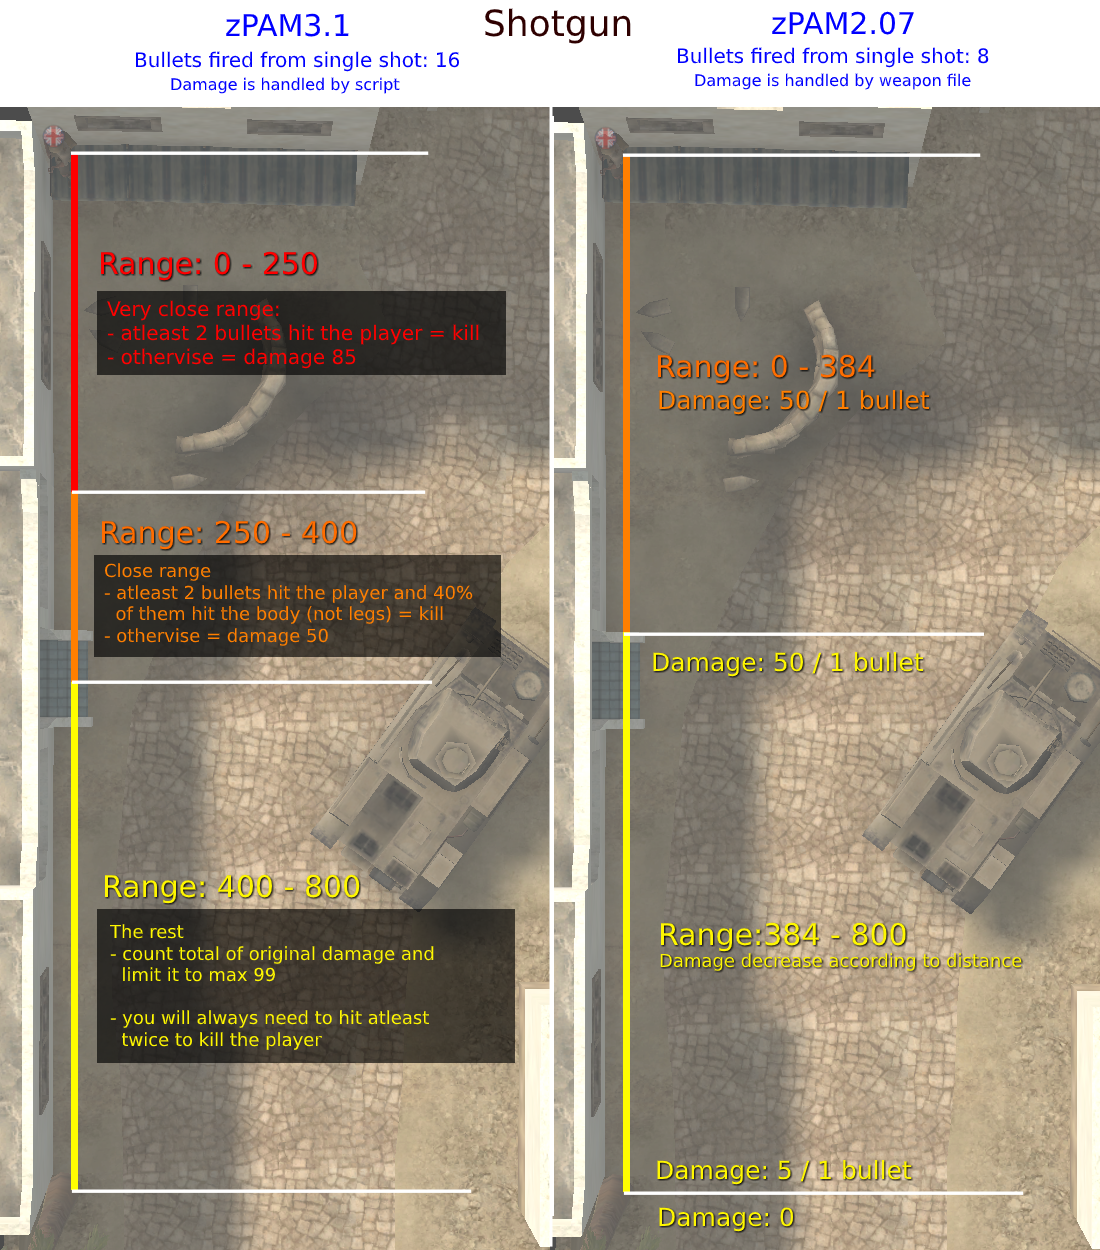 Shotgun
zPAM3.1
Bullets fired from single shot: 16
Damage is handled by script
Range: 0 - 250
Very close range:
- atleast 2 bullets hit the player = kill
- othervise = damage 85
Range: 250 - 400
Close range
- atleast 2 bullets hit the player and 40%
of them hit the body (not legs) = kill
- othervise = damage 50
Range: 400 - 800
The rest
- count total of original damage and
limit it to max 99
- you will always need to hit atleast
twice to kill the player
zPAM2.07
Bullets fired from single shot: 8
Damage is handled by weapon file
Range: 0 - 384
Damage: 50 / 1 bullet
Damage: 50 / 1 bullet
Range:384 - 800
Damage decrease according to distance
Damage: 5 / 1 bullet
Damage: 0